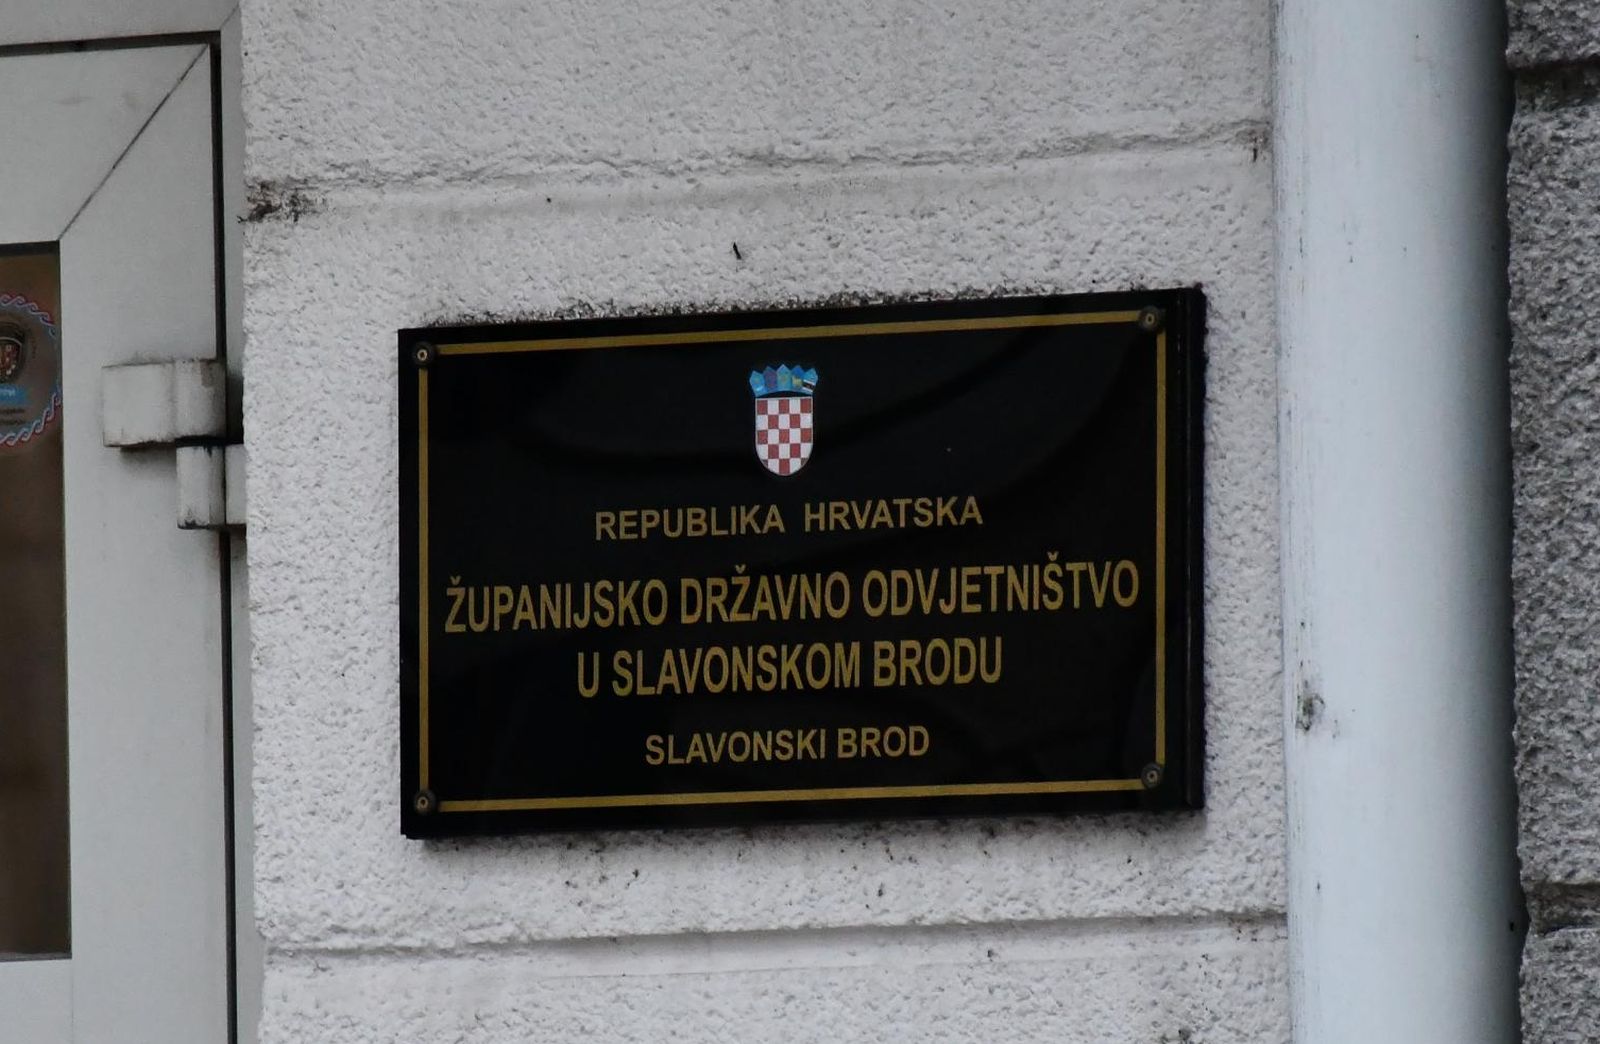 REPUBLIKA HRVATSKA
ŽUPANIJSKO DRŽAVNO ODVJETNIŠTVO
U SLAVONSKOM BRODU
SLAVONSKI BROD